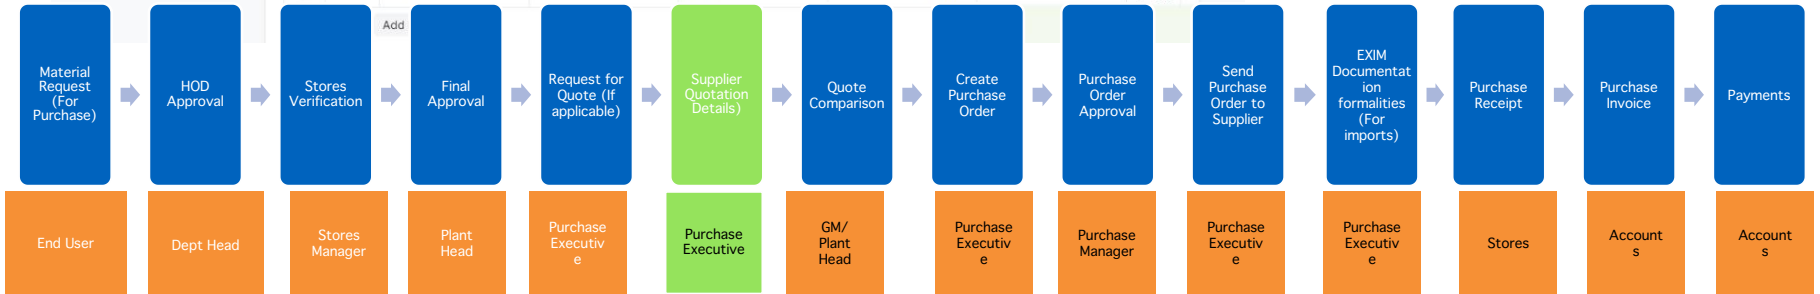 Add
Material
Request
(For
Purchase)
HOD
Approval
Stores
Verification
Final
Approval
Request for
Quote (If
applicable)
Supplier
Quotation
Details)
Quote
Comparison
Create
Purchase
Order
Purchase
Order
Approval
Send
Purchase
Order to
Supplier
EXIM
Documentat
ion
formalities
(For
imports)
Purchase
Receipt
Purchase
Invoice
Payments
End User
Dept Head
Stores
Manager
Plant
Head
Purchase
Executiv
e
Purchase
Executive
GM/
Plant
Head
Purchase
Executiv
e
Purchase
Manager
Purchase
Executiv
e
Purchase
Executiv
e
Stores
Account
s
Account
s